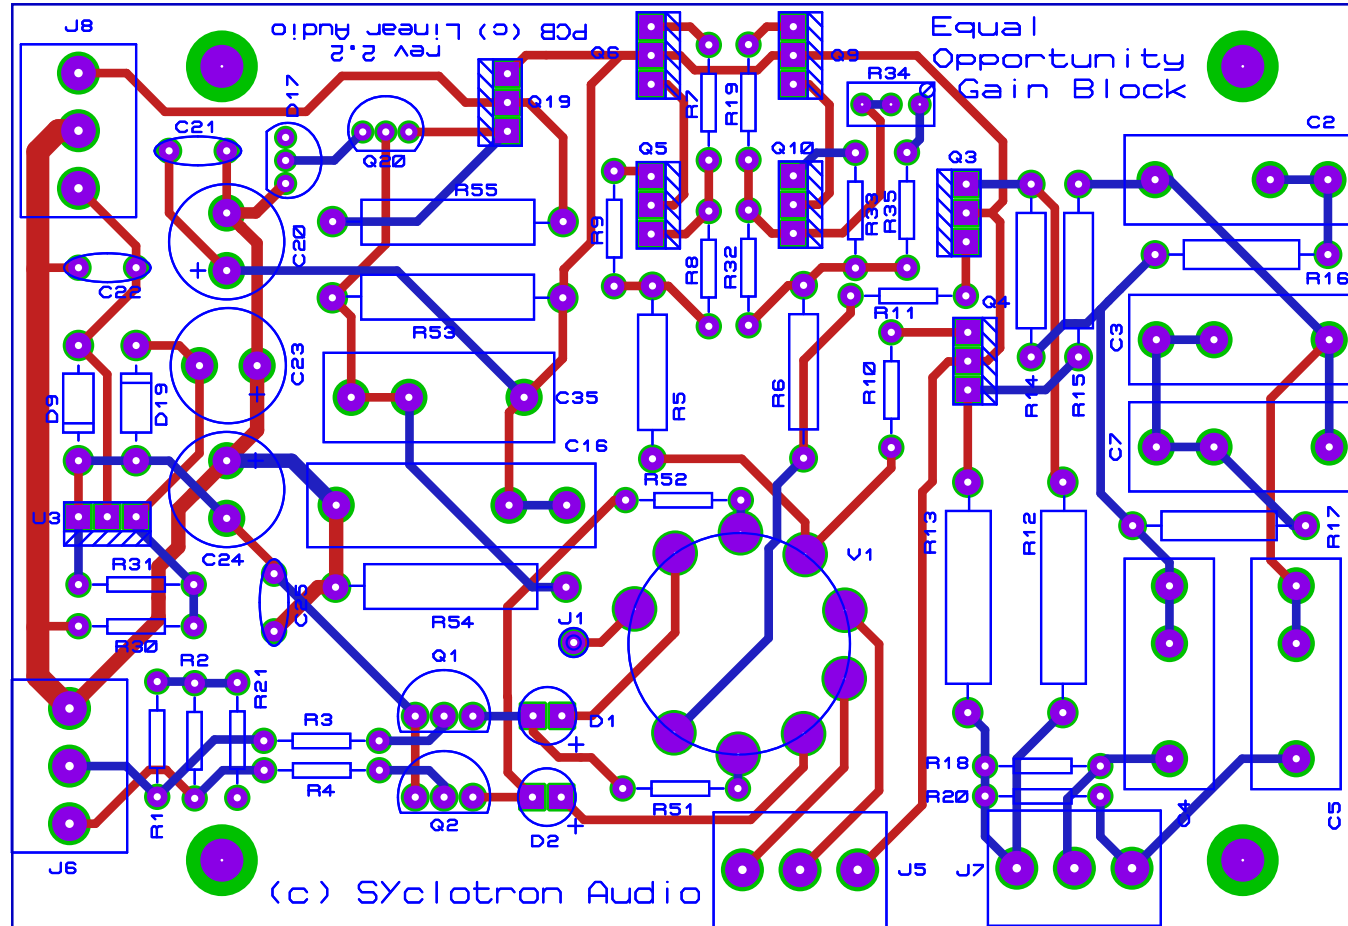 J8
PCB (c) Linear Audio
rev 2.2
Equal
Opportunity
Gain Block
Q6
Q9
D17
Q19
R7
R19
R34
0
C21
Q20
Q5
Q10
Q3
C2
R55
R9
R33
R35
C20
+
C22
R8
R32
R16
R11
Q4
R53
C3
C23
+
D9
D19
C35
R5
R6
R10
R14
R15
C16
C7
+
R52
U3
C24
R13
R12
R17
V1
R31
C25
R54
J1
R30
Q1
R2
R21
R3
D1
+
R4
R18
R1
Q2
R51
R20
C4
C5
+
D2
J6
J5
J7
(c) SYclotron Audio